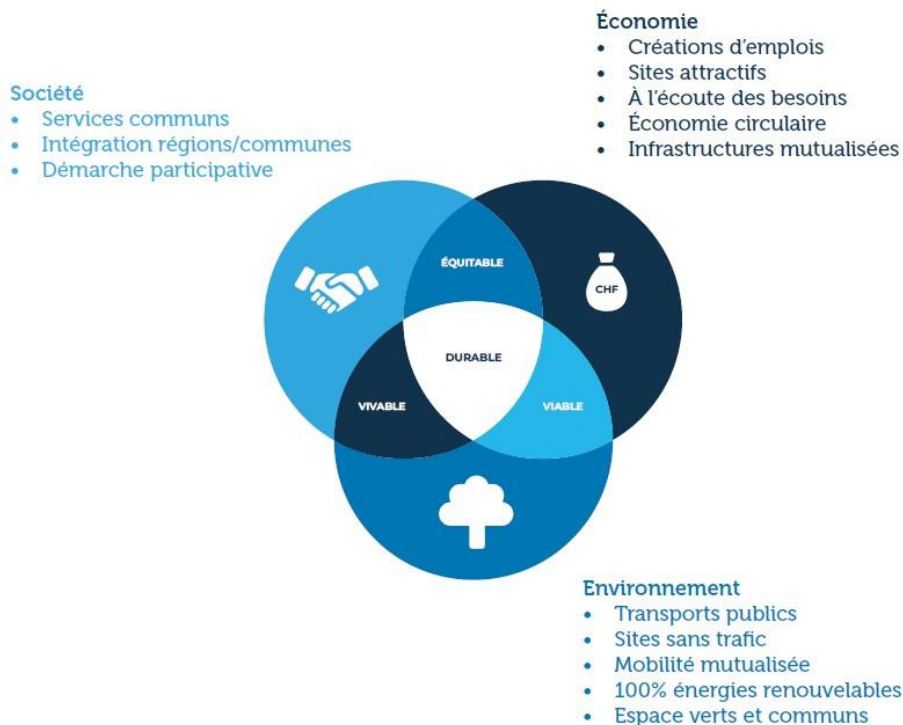 Économie
• Créations d'emplois
• Sites attractifs
• À l'écoute des besoins
• Économie circulaire
• Infrastructures mutualisées
Société
• Services communs
• Intégration régions/communes
• Démarche participative
ÉQUITABLE
CHF
DURABLE
VIVABLE
VIABLE
Environnement
• Transports publics
• Sites sans trafic
• Mobilité mutualisée
• 100% énergies renouvelables
• Espace verts et communs